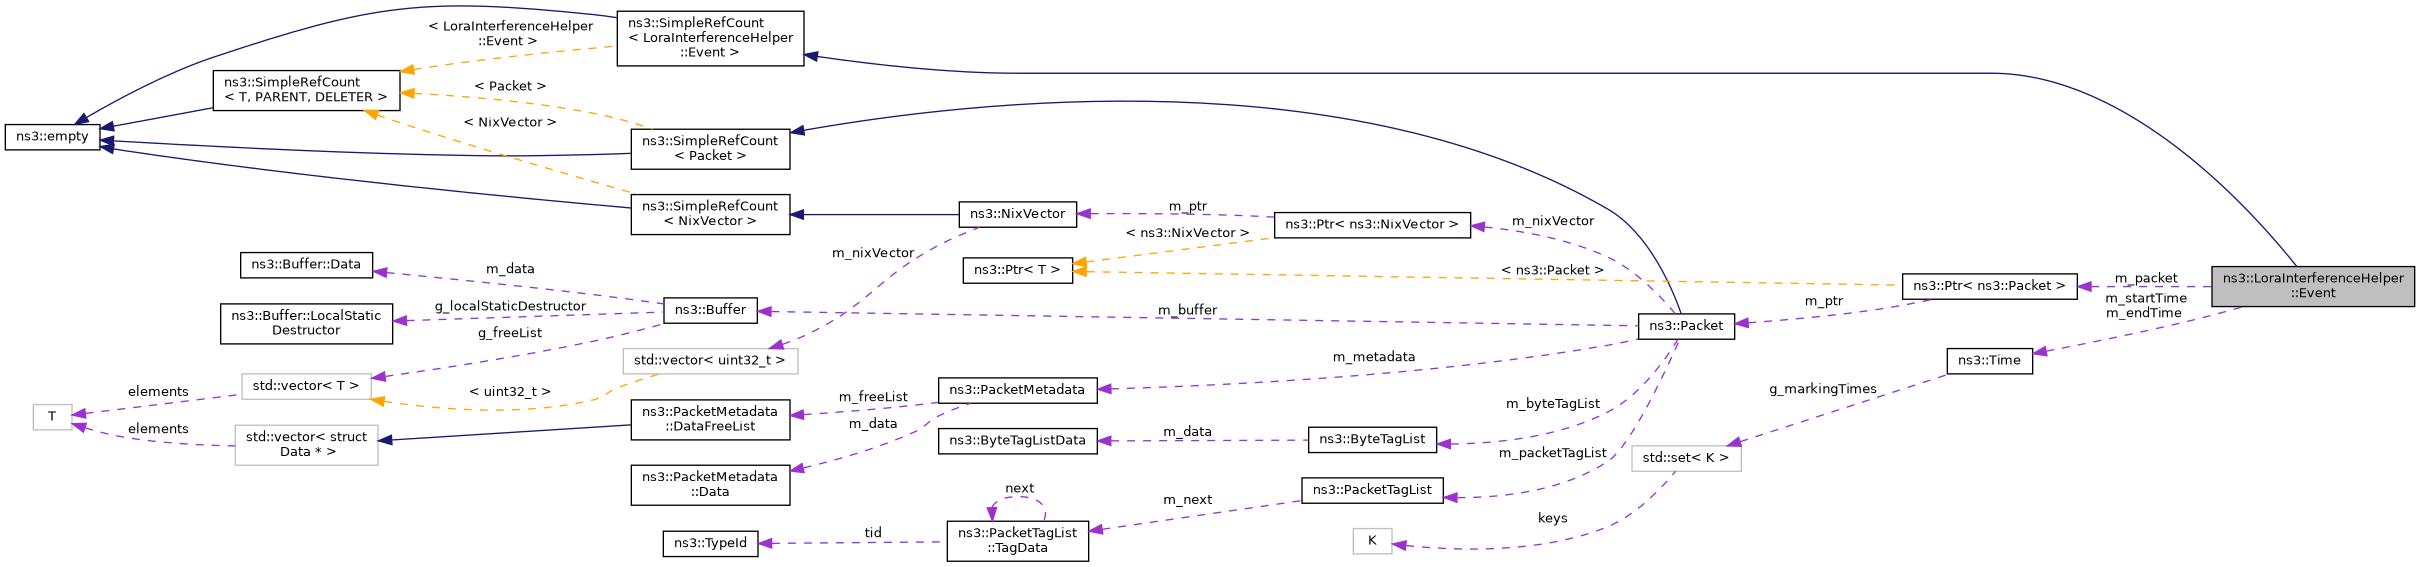 ns3::SimpleRefCount
< LoraInterferenceHelper
::Event >
< LoraInterferenceHelper
::Event >
ns3::SimpleRefCount
< T, PARENT, DELETER >
< Packet >
< NixVector >
ns3::empty
ns3::SimpleRefCount
< Packet >
ns3::SimpleRefCount
< NixVector >
ns3::NixVector
m_ptr
ns3::Ptr< ns3::NixVector >
m_nixVector
< ns3::NixVector >
m_nixVector
ns3::Buffer::Data
m_data
ns3::Ptr< T >
< ns3::Packet >
ns3::Ptr< ns3::Packet >
m_packet
ns3::LoraInterferenceHelper
::Event
m_startTime
m_endTime
m_ptr
ns3::Buffer::LocalStatic
Destructor
g_localStaticDestructor
ns3::Buffer
m_buffer
ns3::Packet
g_freeList
std::vector< uint32_t >
m_metadata
ns3::Time
std::vector< T >
elements
< uint32_t >
ns3::PacketMetadata
m_freeList
m_data
g_markingTimes
T
ns3::PacketMetadata
::DataFreeList
m_byteTagList
elements
std::vector< struct
Data * >
ns3::ByteTagListData
m_data
ns3::ByteTagList
m_packetTagList
std::set< K >
ns3::PacketMetadata
::Data
next
m_next
ns3::PacketTagList
keys
ns3::TypeId
tid
ns3::PacketTagList
::TagData
K